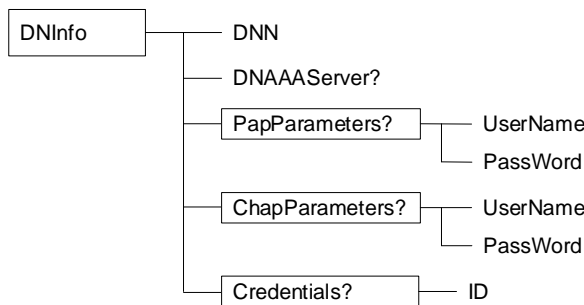 DNInfo
DNN
DNAAAServer?
PapParameters?
UserName
PassWord
ChapParameters?
UserName
PassWord
Credentials?
ID